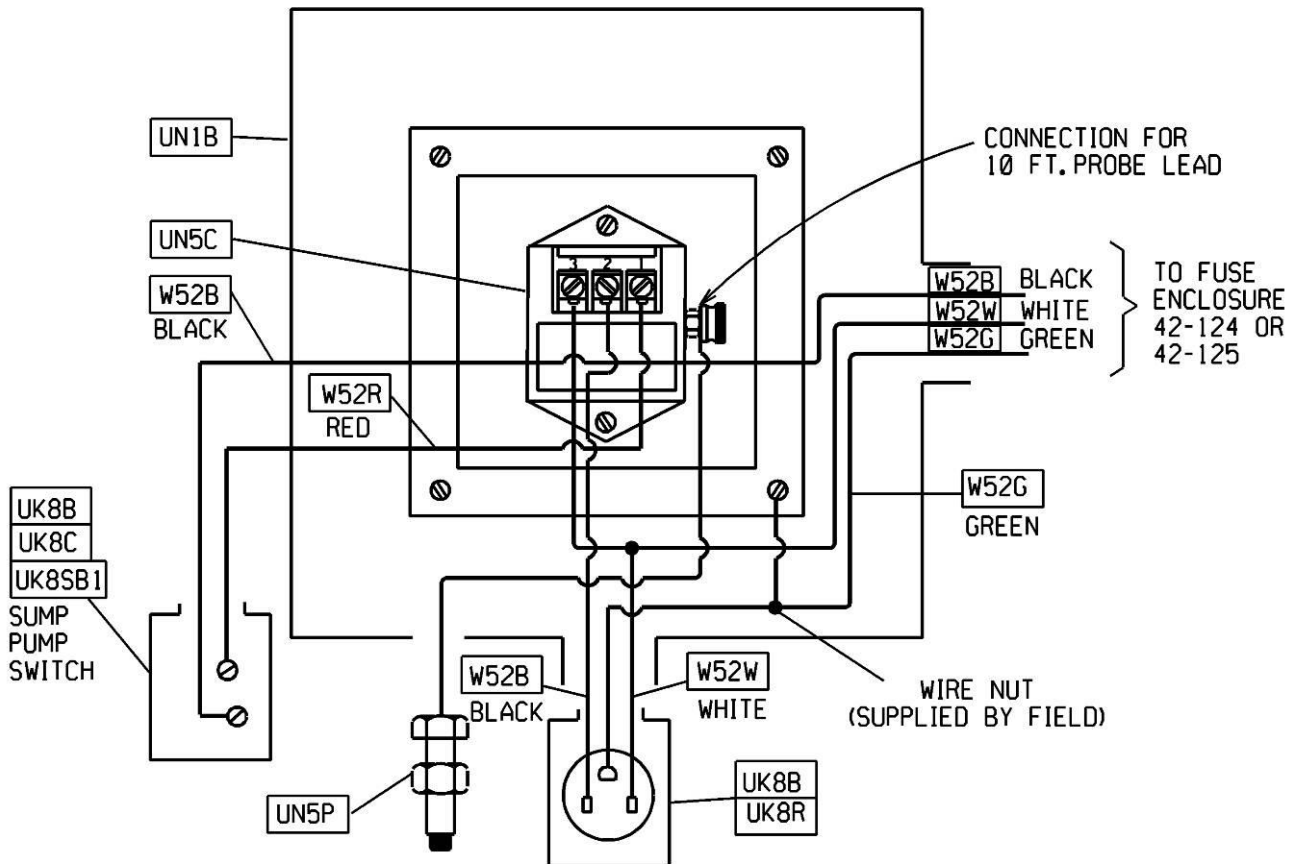 UN1B
CONNECTION FOR
10 FT. PROBE LEAD
UN5C
3 2 1
W52B
BLACK
W52B BLACK
W52W WHITE
W52G GREEN
TO FUSE
ENCLOSURE
42-124 OR
42-125
W52R
RED
W52G
GREEN
UK8B
UK8C
UK8SB1
SUMP
PUMP
SWITCH
W52B
BLACK
W52W
WHITE
WIRE NUT
(SUPPLIED BY FIELD)
UN5P
UK8B
UK8R